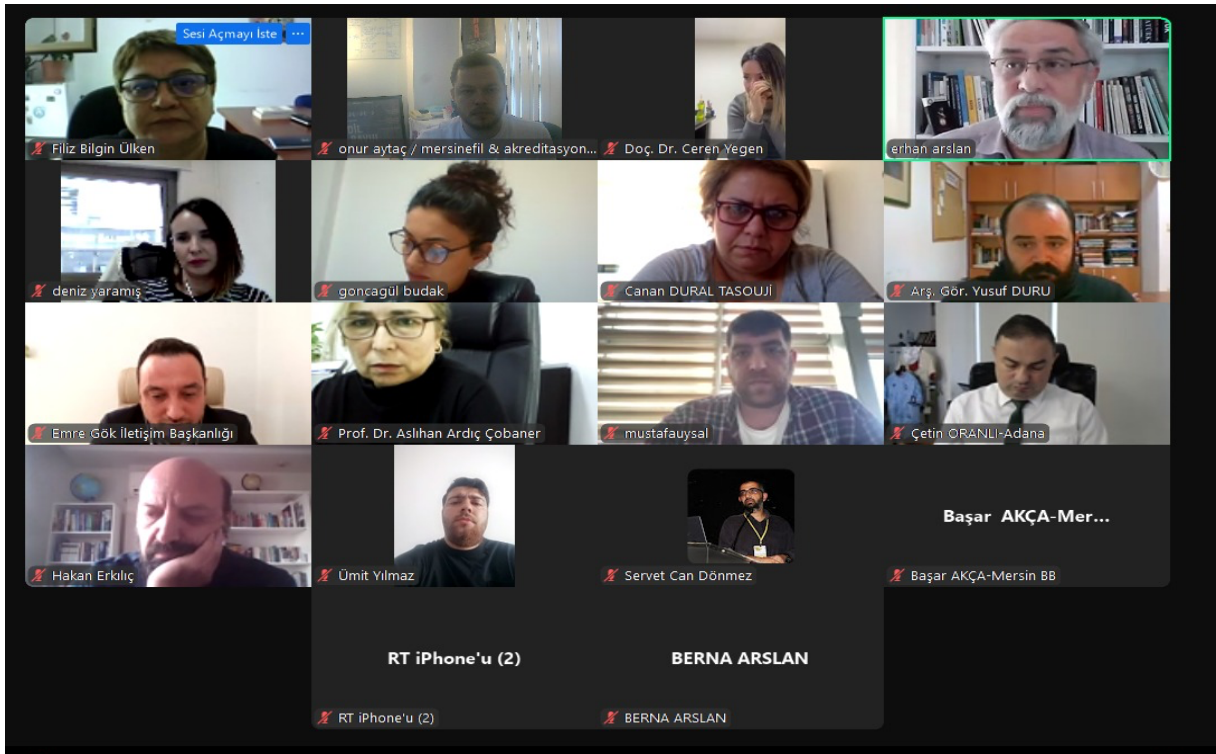 Sesi Açmayı İste
Filiz Bilgin Ülken
onur aytaç / mersinefil & akreditasyon...
Doç. Dr. Ceren Yegen
erhan arslan
deniz yaramış
goncagül budak
Canan DURAL TASOUJİ
Arş. Gör. Yusuf DURU
Emre Gök İletişim Başkanlığı
Prof. Dr. Aslıhan Ardıç Çobaner
mustafauysal
Çetin ORANLI-Adana
Hakan Erkılıç
Ümit Yılmaz
Servet Can Dönmez
Başar AKÇA-Mer...
Başar AKÇA-Mersin BB
RT iPhone'u (2)
BERNA ARSLAN
RT iPhone'u (2)
BERNA ARSLAN